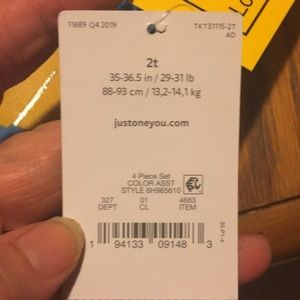 11689 Q4 2019
TKT31115-2T
AD
2t
35-36.5 in / 29-31 lb
88-93 cm / 13,2-14,1 kg
justoneyou.com
4 Piece Set
COLOR ASST
STYLE 6H965610
327 01 4683
DEPT CL ITEM
1 94133 09148 3